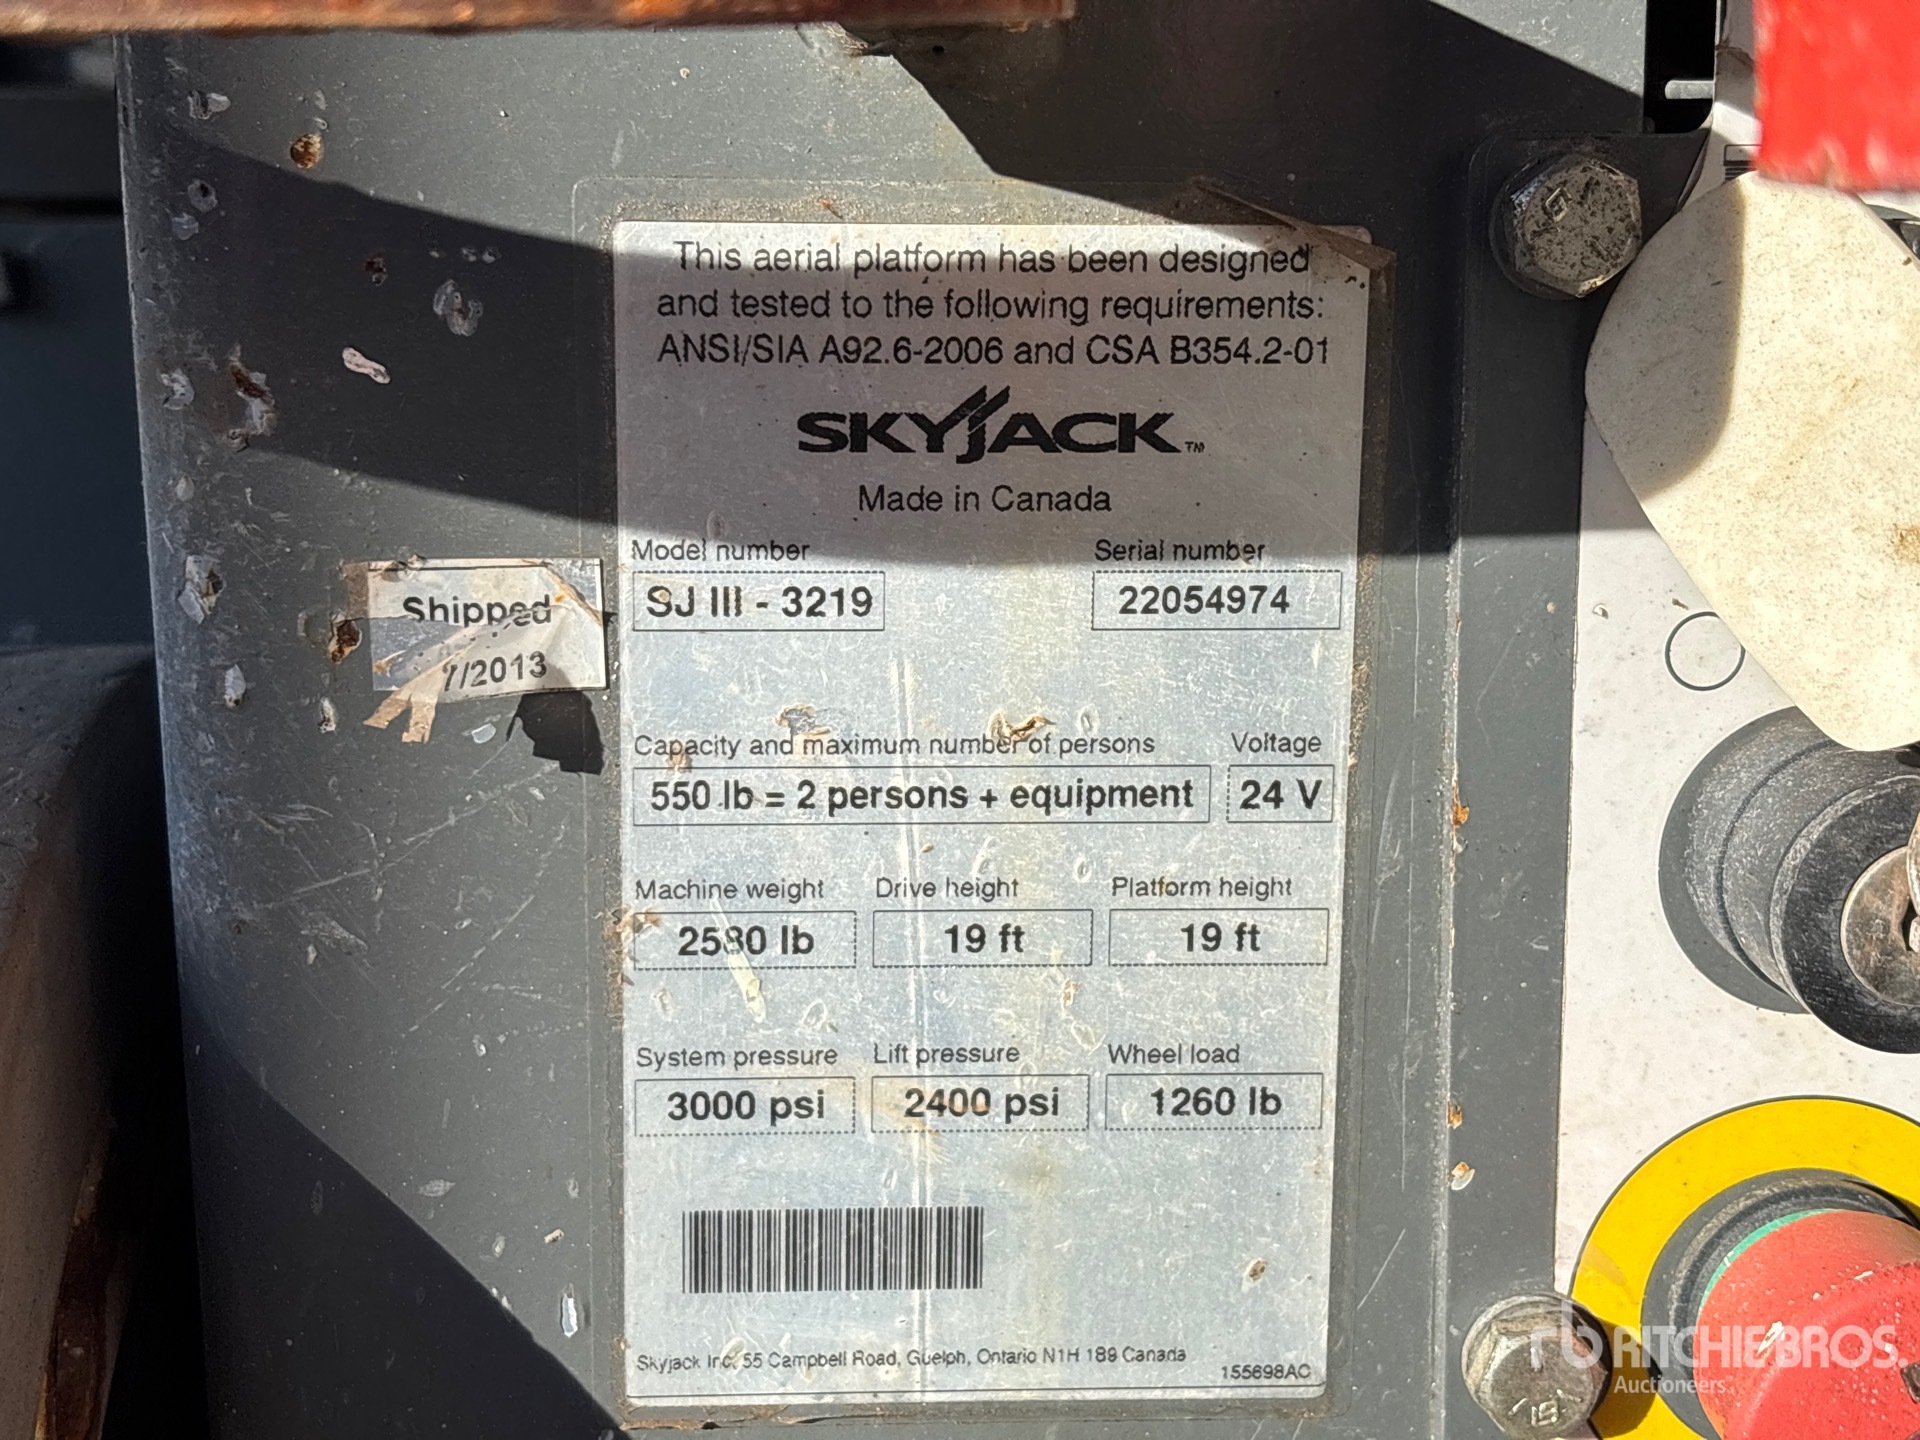 This aerial platform has been designed
and tested to the following requirements:
ANSI/SIA A92.6-2006 and CSA B354.2-01
SKYJACK™
Made in Canada
Model number Serial number
SJ III - 3219 22054974
Shipped
7/2013
Capacity and maximum number of persons Voltage
550 lb = 2 persons + equipment 24 V
Machine weight Drive height Platform height
2580 lb 19 ft 19 ft
System pressure Lift pressure Wheel load
3000 psi 2400 psi 1260 lb
Skyjack Inc. 55 Campbell Road, Guelph, Ontario N1H 1B9 Canada
155698AC
rb RITCHIE BROS.
Auctioneers